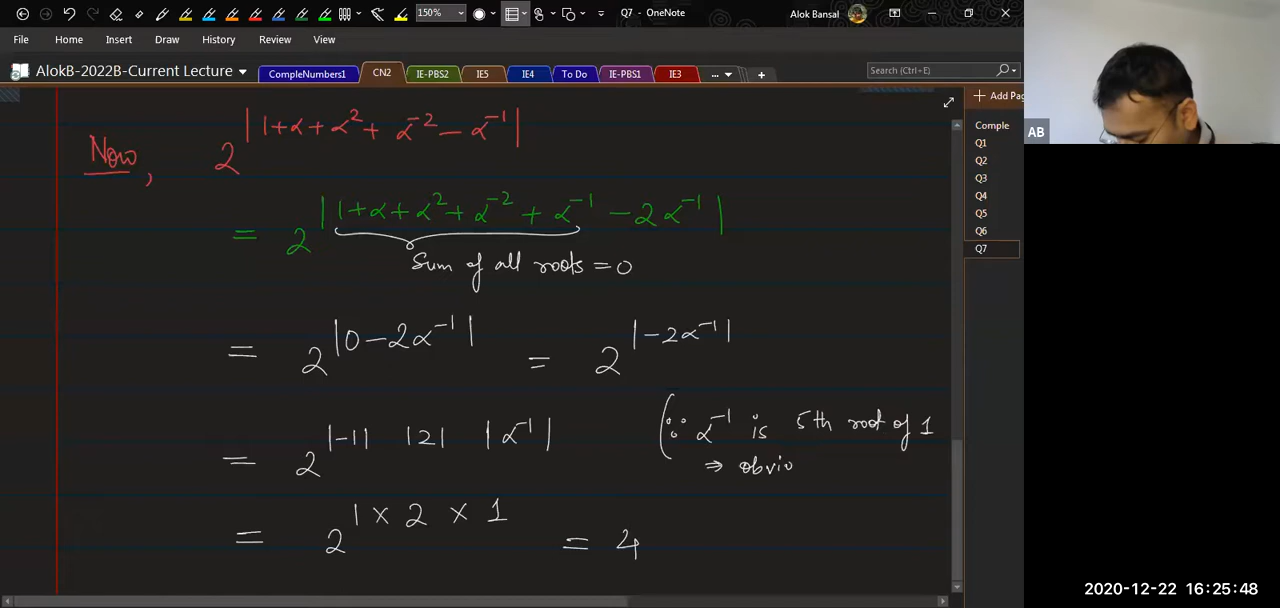 150% Q7 - OneNote Alok Bansal
File Home Insert Draw History Review View
AlokB-2022B-Current Lecture CompleNumbers1 CN2 IE-PBS2 IE5 IE4 To Do IE-PBS1 IE3 ... + Search (Ctrl+E)
+ Add Pag
Comple
Q1
Q2
Q3
Q4
Q5
Q6
Q7
AB
Now, 2^|1+α+α²+α⁻²-α⁻¹|
= 2^|1+α+α²+α⁻²+α⁻¹-2α⁻¹|
Sum of all roots = 0
= 2^|0-2α⁻¹| = 2^|-2α⁻¹|
= 2^|-1| |2| |α⁻¹| (∵ α⁻¹ is 5th root of 1
⇒ obvio
= 2^1×2×1 = 4
2020-12-22 16:25:48